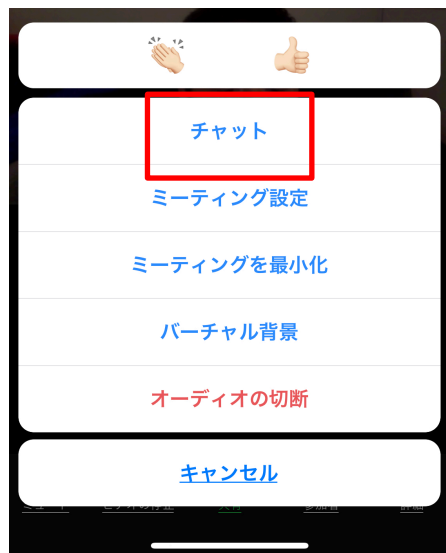 チャット
ミーティング設定
ミーティングを最小化
バーチャル背景
オーディオの切断
キャンセル